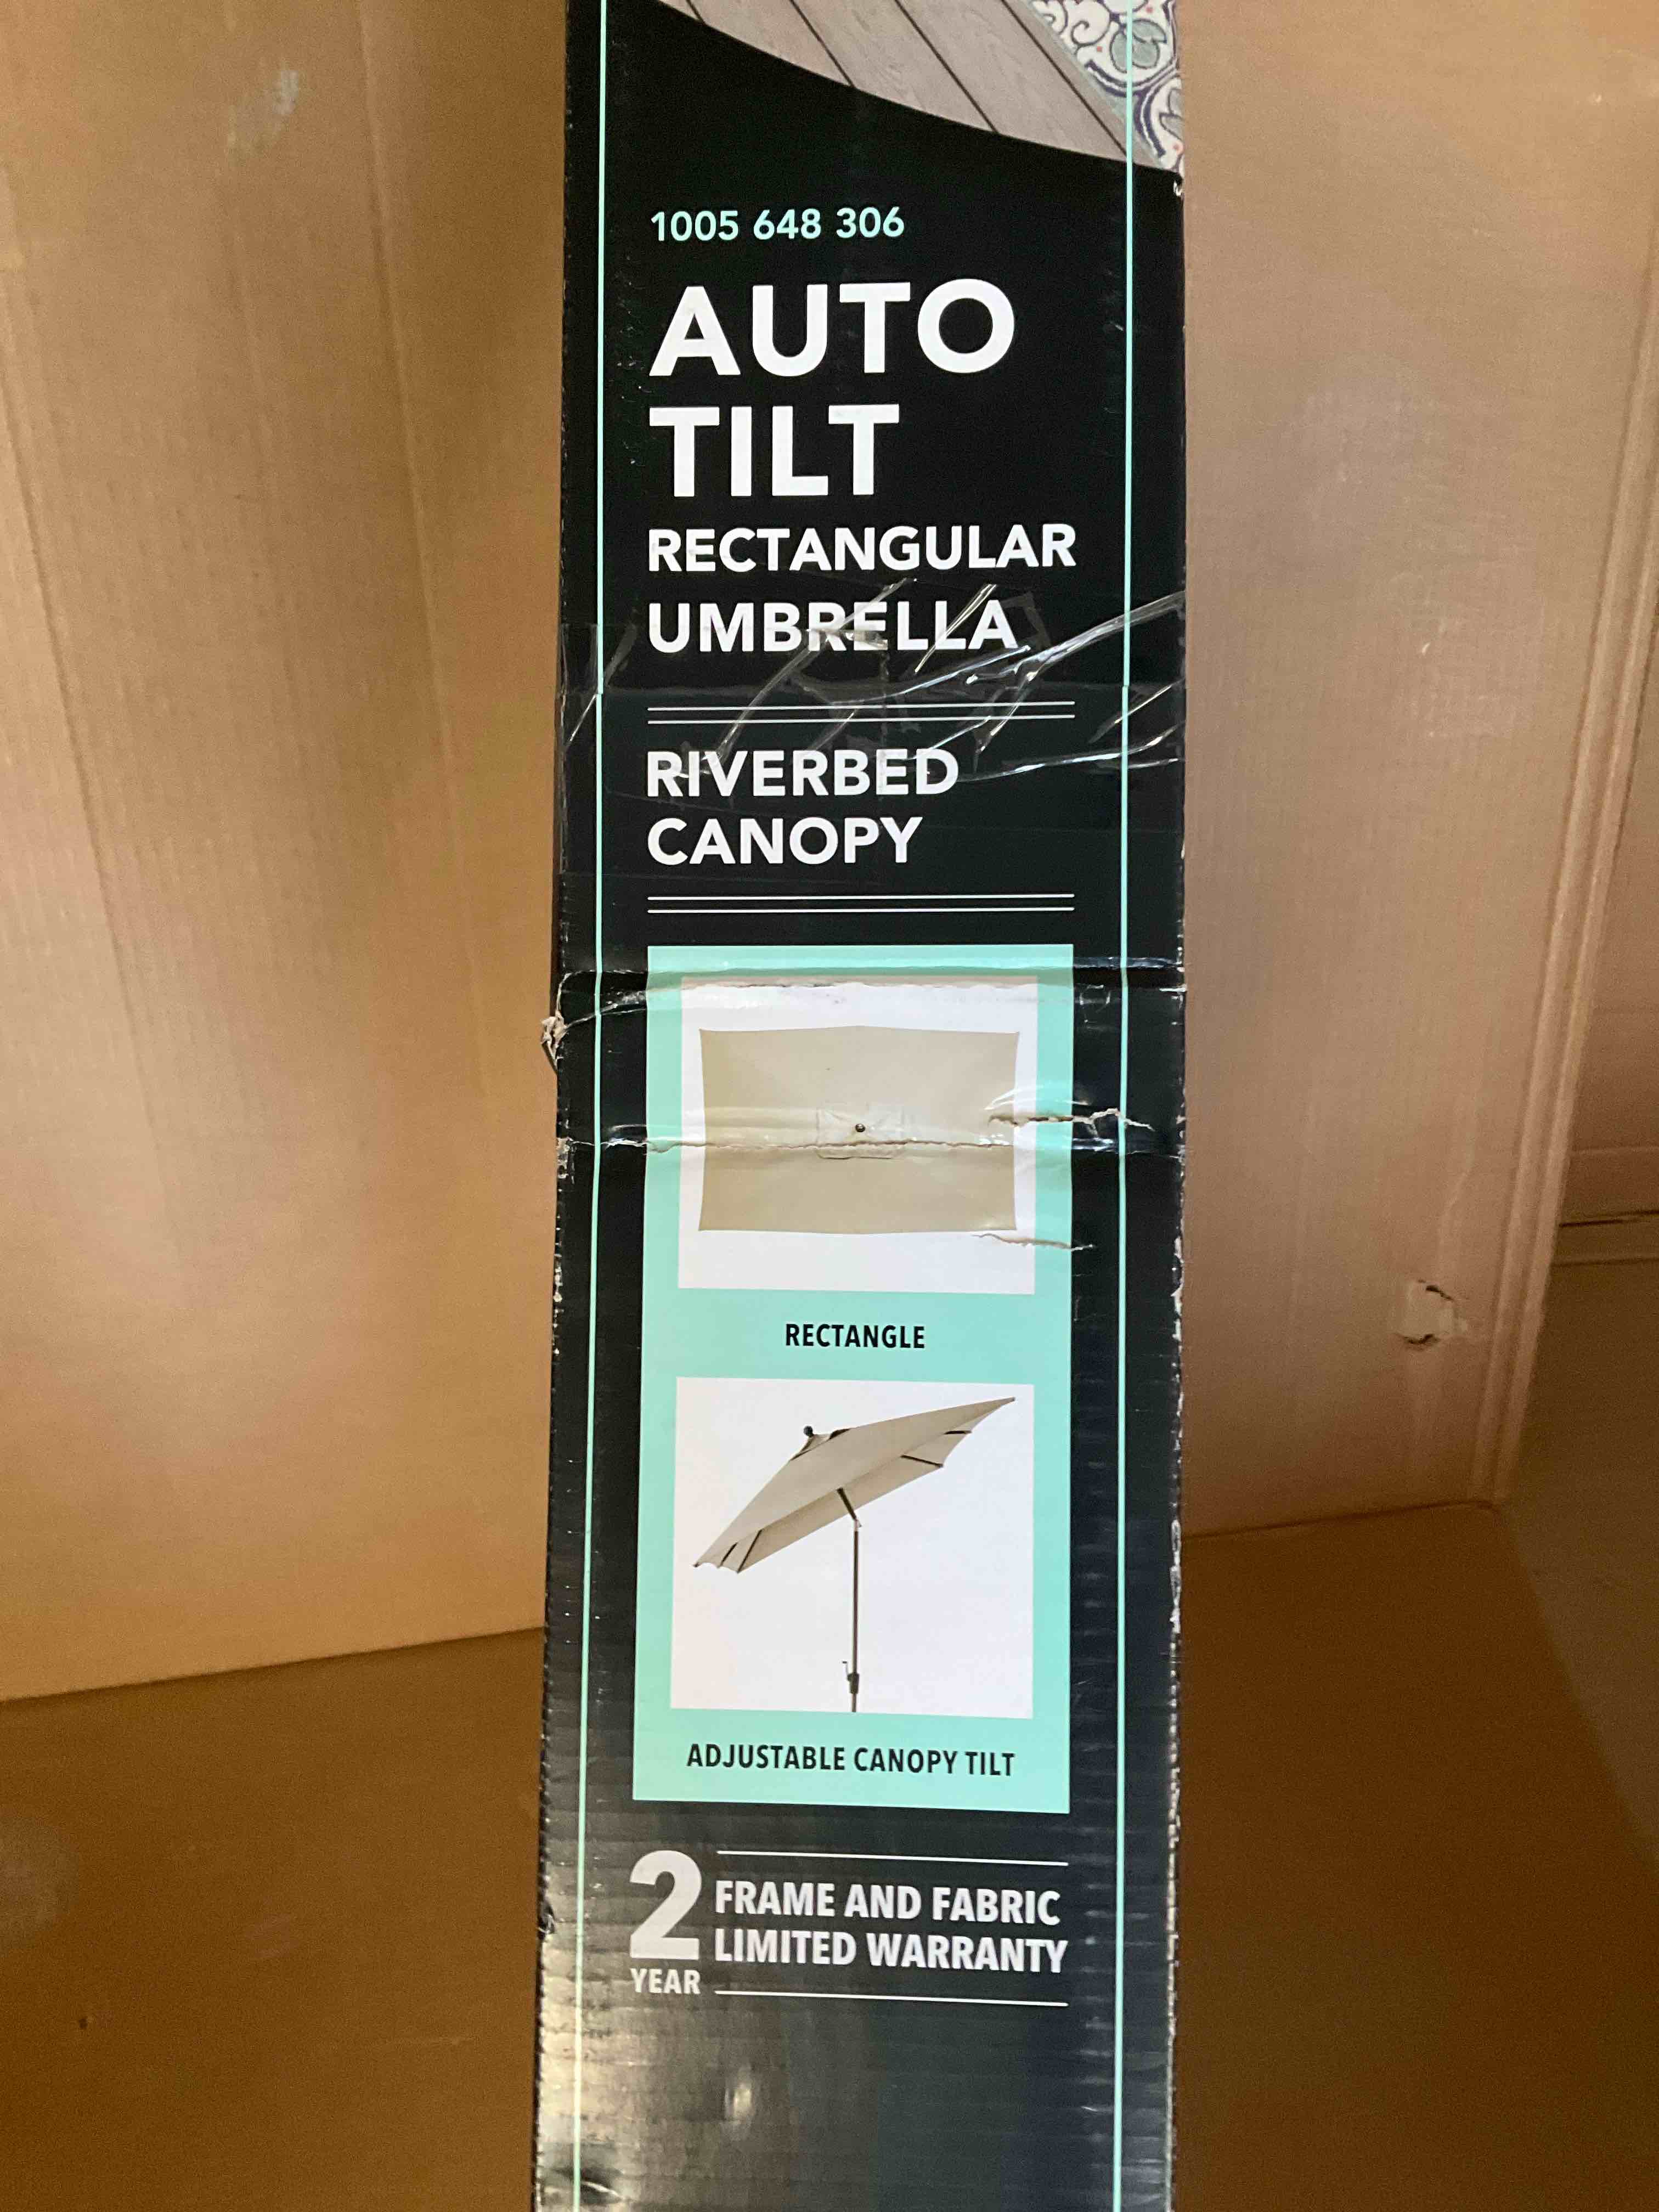 1005 648 306
AUTO
TILT
RECTANGULAR
UMBRELLA
RIVERBED
CANOPY
RECTANGLE
ADJUSTABLE CANOPY TILT
2
YEAR
FRAME AND FABRIC
LIMITED WARRANTY